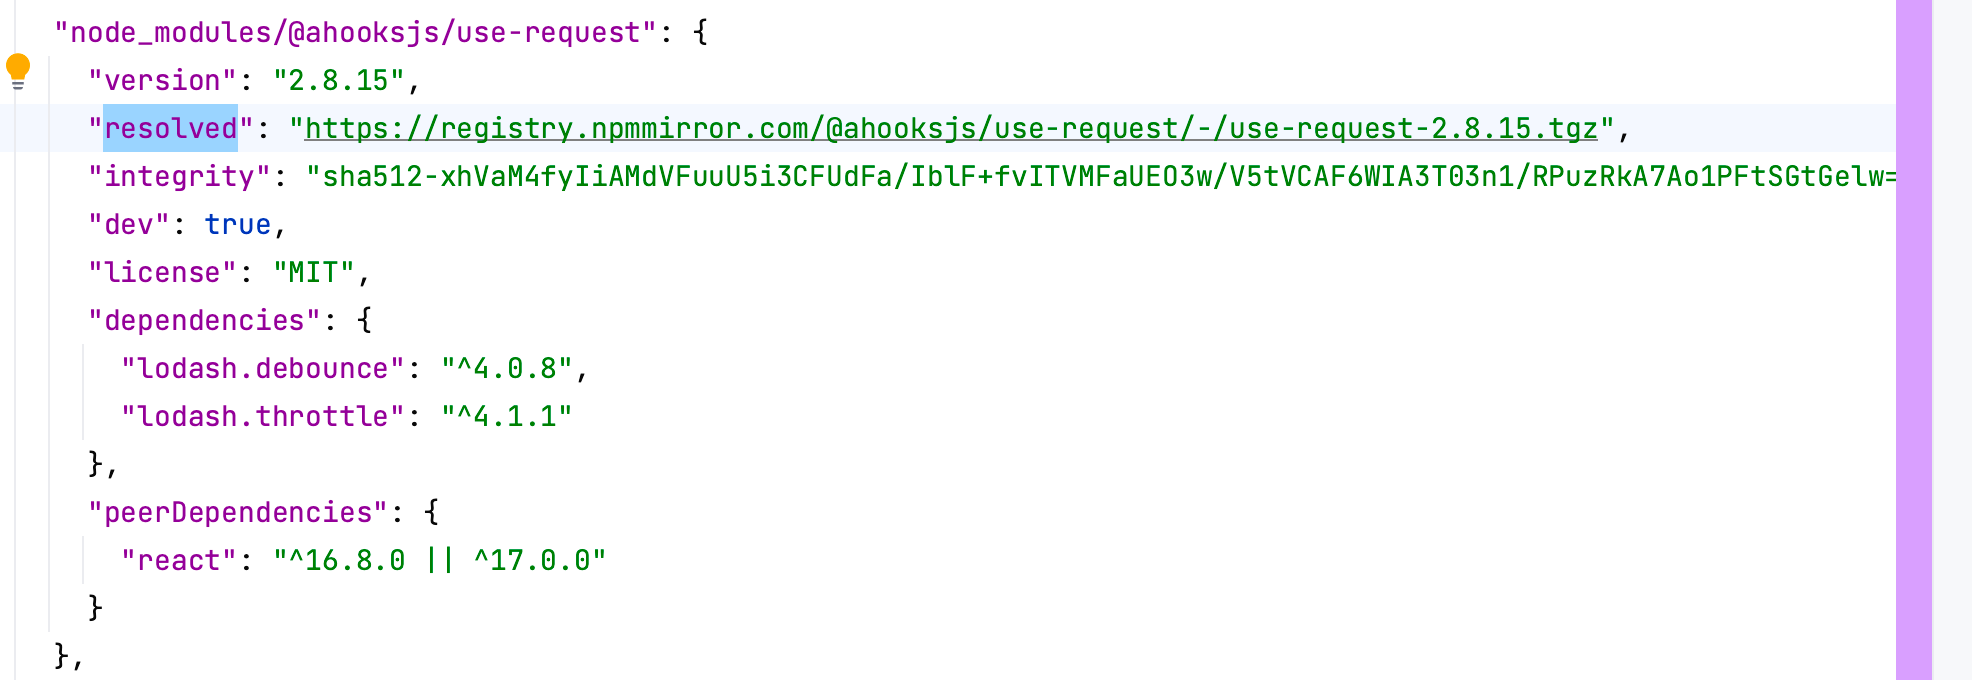 "node_modules/@ahooksjs/use-request": {
"version": "2.8.15",
"resolved": "https://registry.npmmirror.com/@ahooksjs/use-request/-/use-request-2.8.15.tgz",
"integrity": "sha512-xhVaM4fyIiAMdVFuuU5i3CFUdFa/IblF+fvITVMFaUEO3w/V5tVCAF6WIA3T03n1/RPuzRkA7Ao1PFtSGtGelw=
"dev": true,
"license": "MIT",
"dependencies": {
"lodash.debounce": "^4.0.8",
"lodash.throttle": "^4.1.1"
},
"peerDependencies": {
"react": "^16.8.0 || ^17.0.0"
}
},